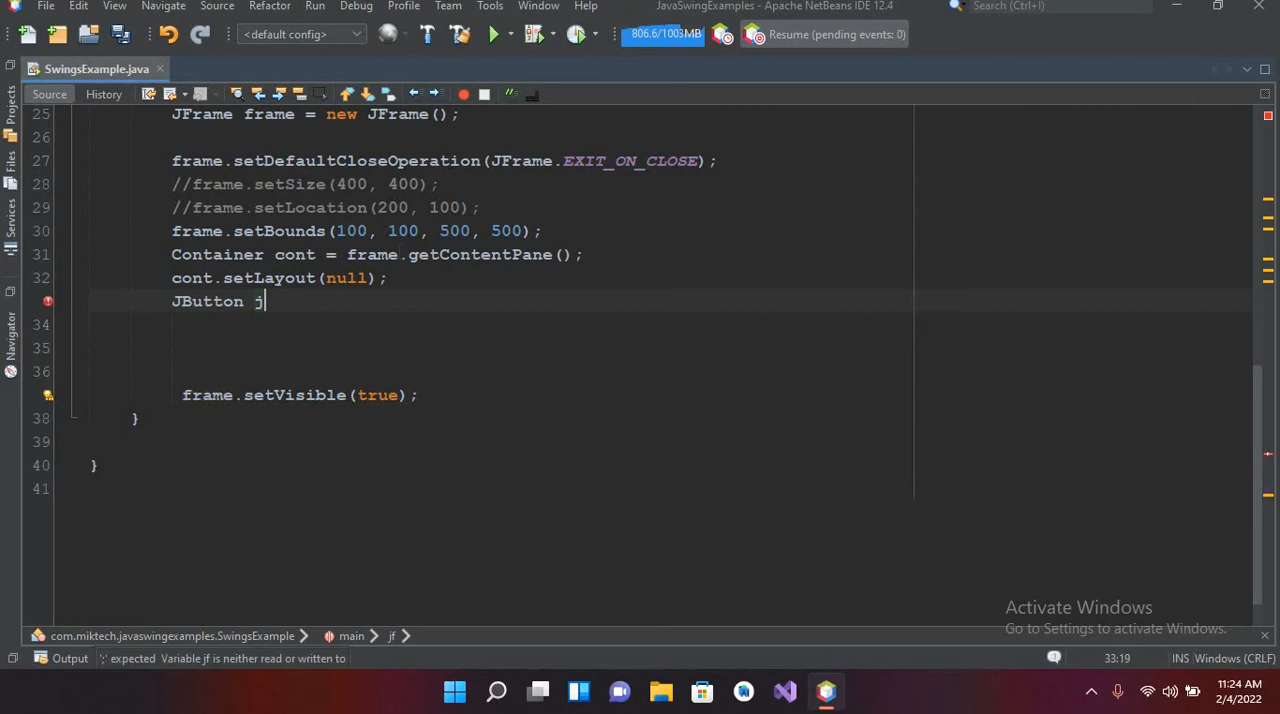 File Edit View Navigate Source Refactor Run Debug Profile Team Tools Window Help JavaSwingExamples - Apache NetBeans IDE 12.4 Search (Ctrl+I)
<default config> 806.6/1003MB Resume (pending events: 0)
SwingsExample.java
Source History
Projects
Files
Services
Navigator
25 JFrame frame = new JFrame();
26
27 frame.setDefaultCloseOperation(JFrame.EXIT_ON_CLOSE);
28 //frame.setSize(400, 400);
29 //frame.setLocation(200, 100);
30 frame.setBounds(100, 100, 500, 500);
31 Container cont = frame.getContentPane();
32 cont.setLayout(null);
JButton j
34
35
36
frame.setVisible(true);
38 }
39
40 }
41
Activate Windows
Go to Settings to activate Windows.
com.miktech.javaswingexamples.SwingsExample main jf
Output ';' expected Variable jf is neither read or written to 33:19 INS Windows (CRLF)
11:24 AM
2/4/2022